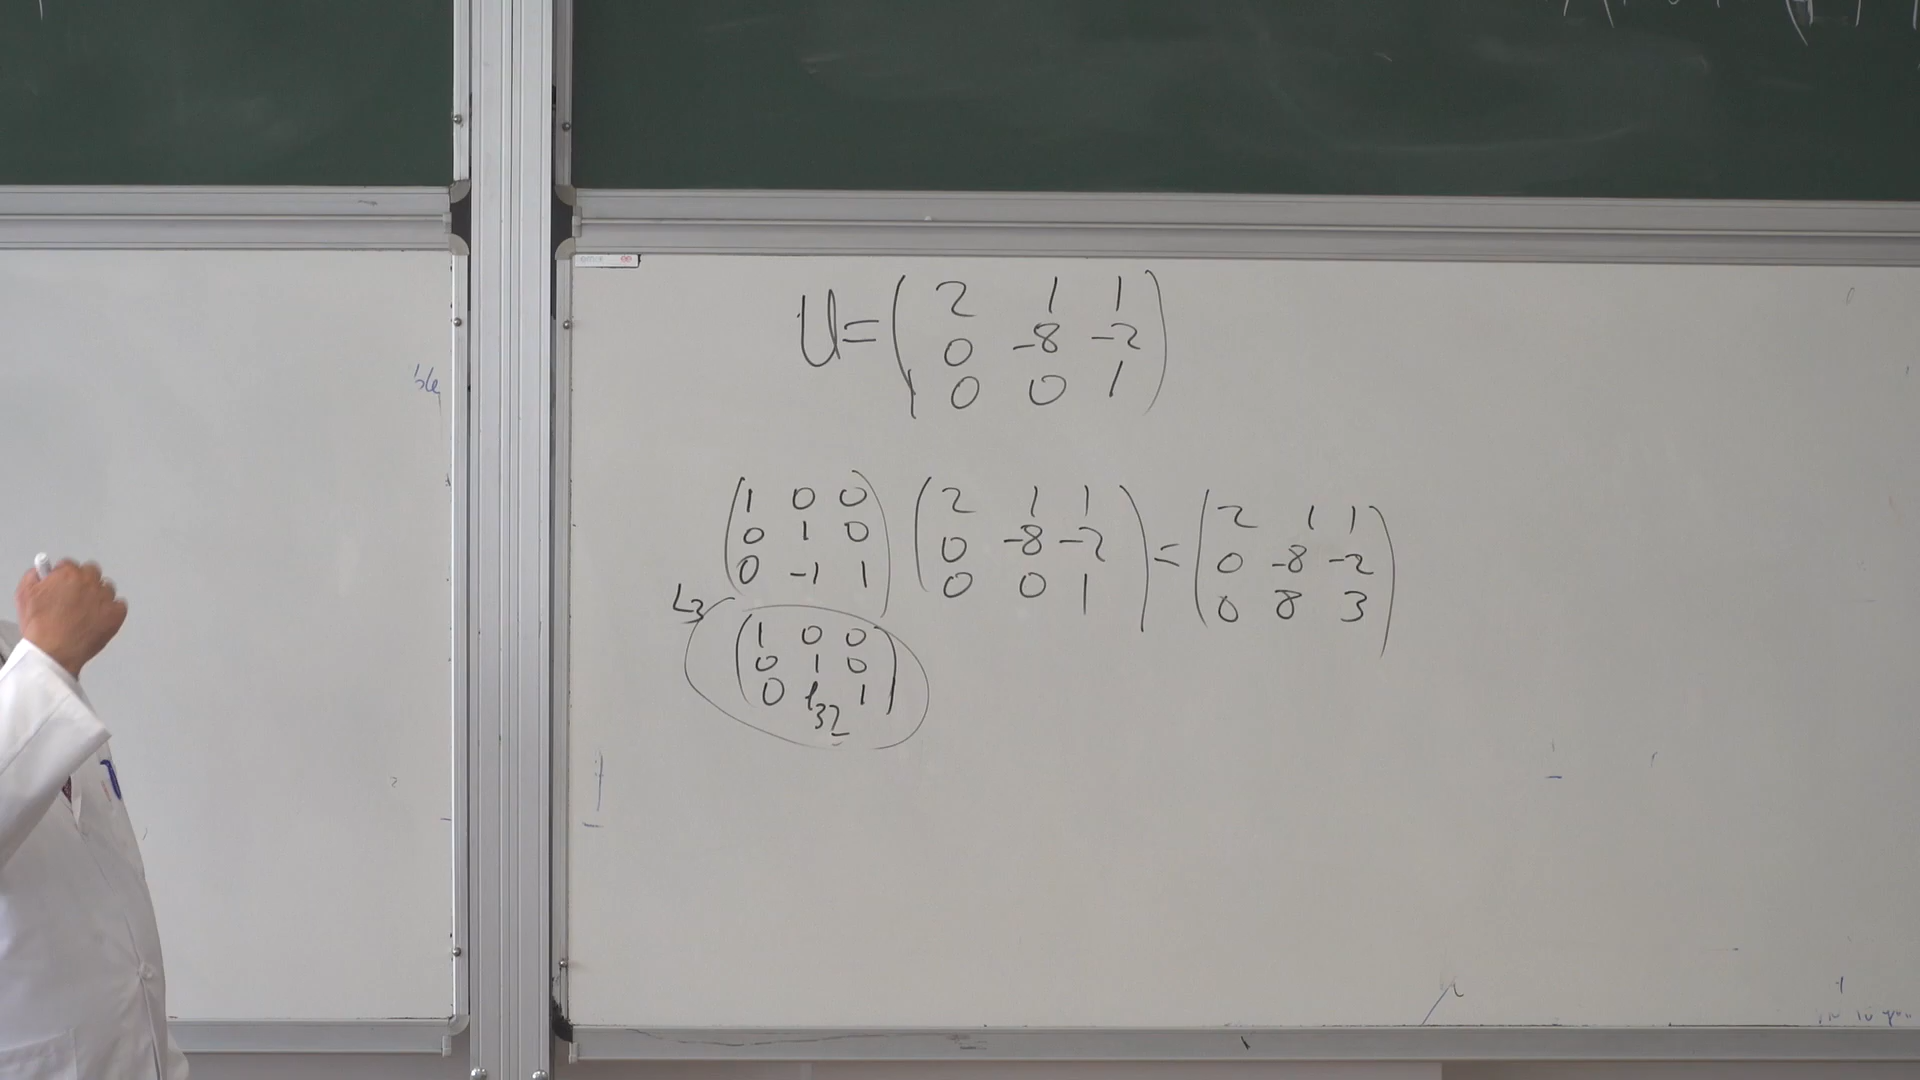 U = ( 2 1 1
0 -8 -2
0 0 1 )
( 1 0 0 ( 2 1 1 ( 2 1 1
0 1 0 0 -8 -2 0 -8 -2
0 -1 1 ) 0 0 1 ) = 0 8 3 )
L3
( 1 0 0
0 1 0
0 l32 1 )